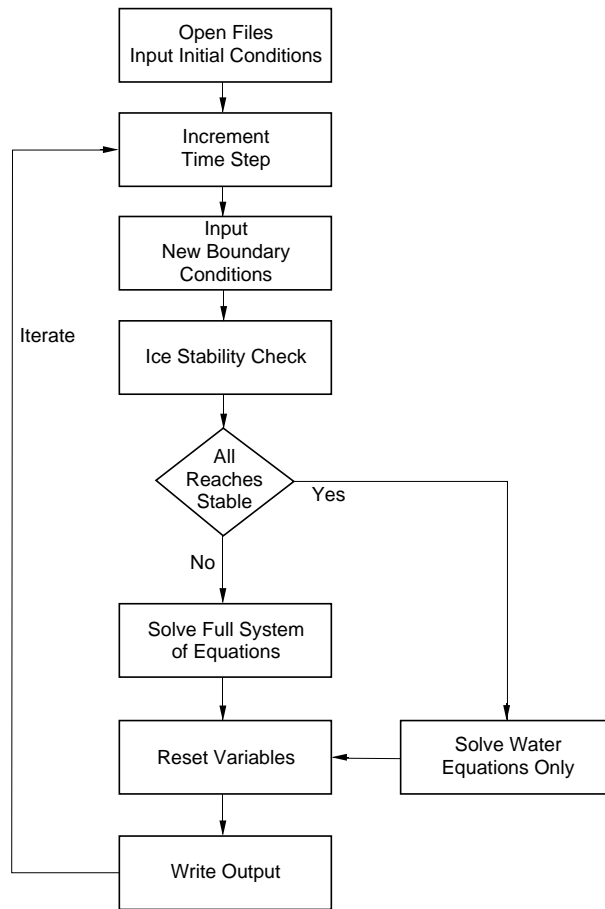 Open Files
Input Initial Conditions
Increment
Time Step
Input
New Boundary
Conditions
Iterate
Ice Stability Check
All
Reaches
Stable
Yes
No
Solve Full System
of Equations
Reset Variables
Solve Water
Equations Only
Write Output